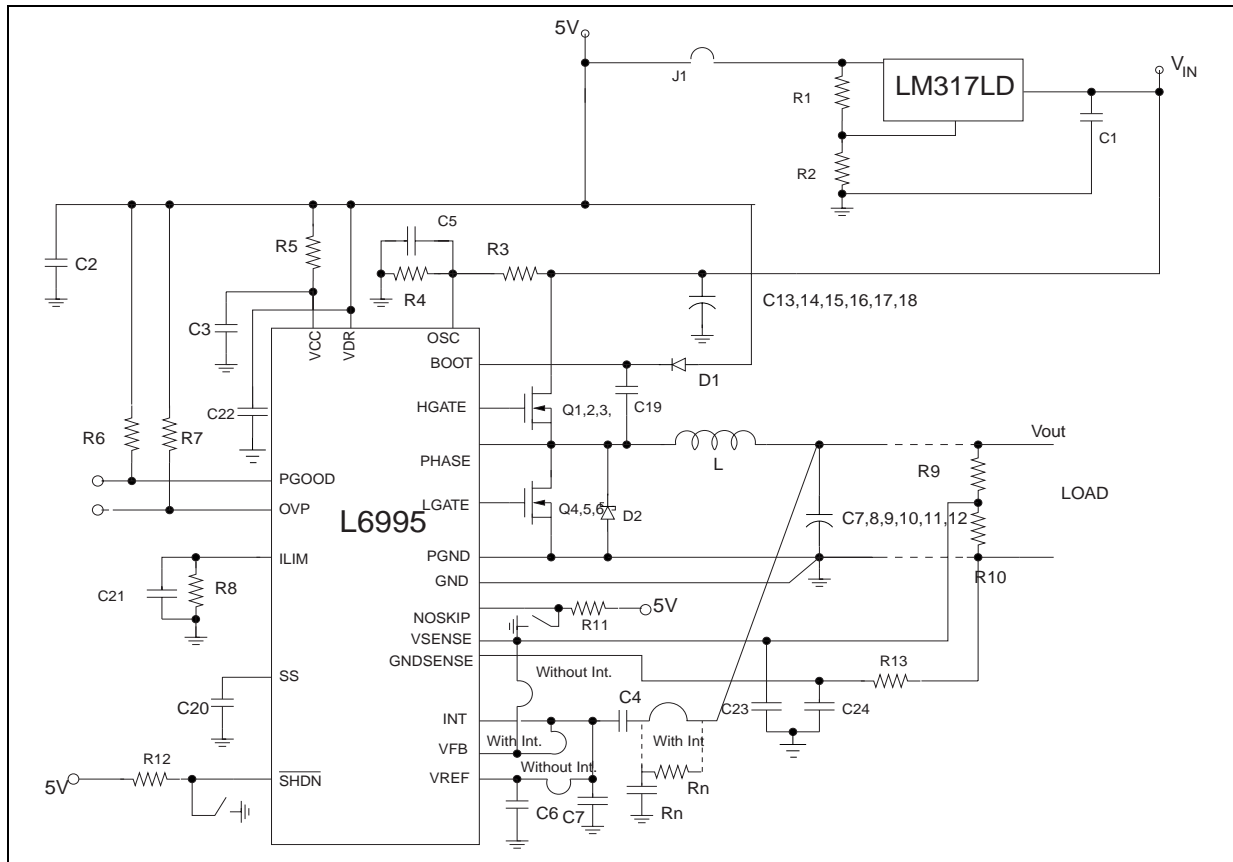 5V
J1
LM317LD
VIN
R1
C1
R2
C5
R5
R3
C2
R4
C13,14,15,16,17,18
C3
VCC
VDR
OSC
BOOT
D1
C22
HGATE
Q1,2,3,
C19
R6
R7
Vout
PHASE
L
R9
PGOOD
LGATE
LOAD
OVP
L6995
Q4,5,6
D2
C7,8,9,10,11,12
ILIM
PGND
R10
C21
R8
GND
NOSKIP
R11
5V
VSENSE
GNDSENSE
Without Int.
R13
SS
C20
INT
C4
C23
C24
With Int.
With Int
R12
VFB
Without Int.
5V
SHDN
VREF
Rn
C6
C7
Rn